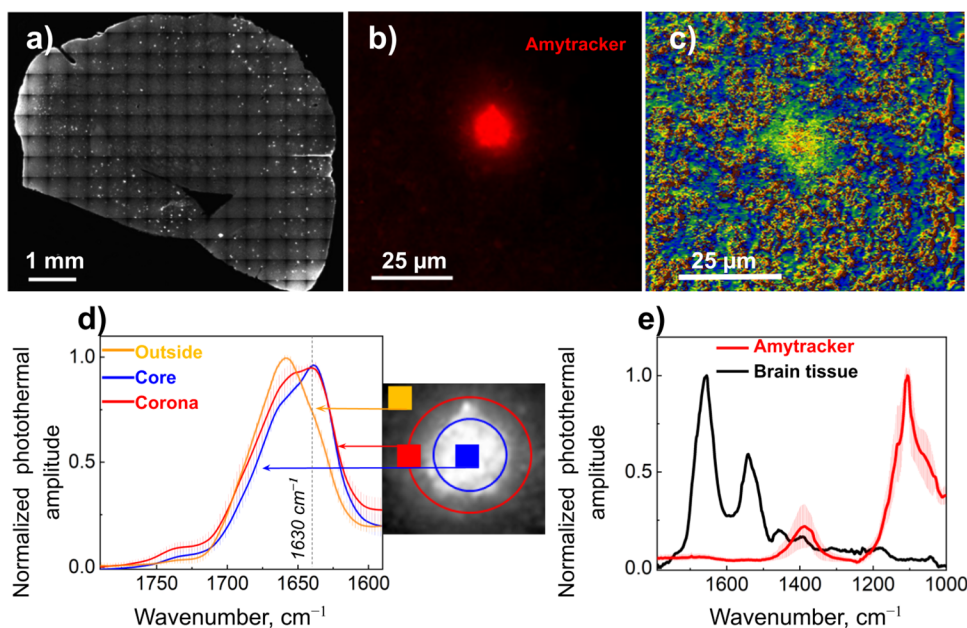 a)
1 mm
b)
Amytracker
25 µm
c)
25 µm
d)
Outside
Core
Corona
1.0
0.5
0.0
1630 cm⁻¹
1750
1700
1650
1600
Wavenumber, cm⁻¹
Normalized photothermal
amplitude
e)
Amytracker
Brain tissue
1.0
0.5
0.0
1600
1400
1200
1000
Wavenumber, cm⁻¹
Normalized photothermal
amplitude